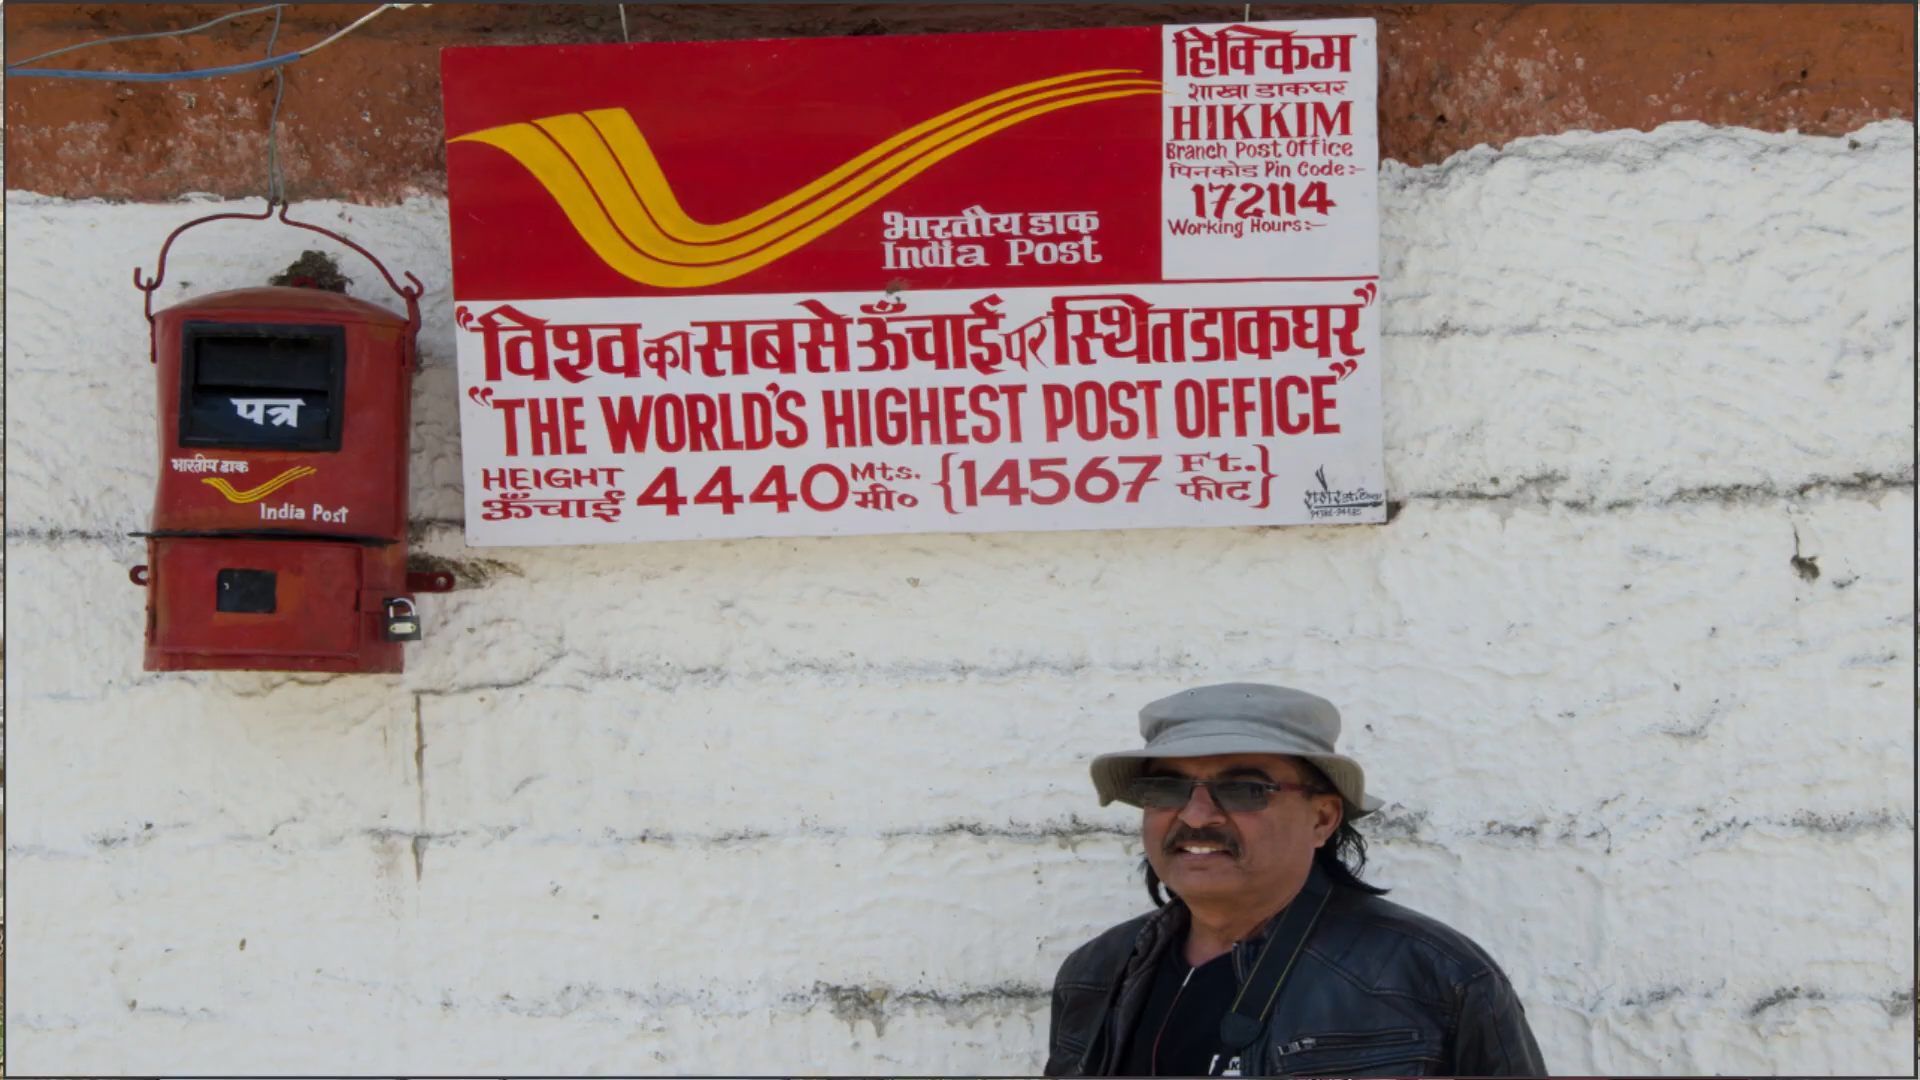 हिक्किम
शाखा डाकघर
HIKKIM
Branch Post Office
पिनकोड Pin Code:-
172114
Working Hours:-
भारतीय डाक
India Post
"विश्व का सबसे ऊँचाई पर स्थित डाकघर"
"THE WORLD'S HIGHEST POST OFFICE"
HEIGHT 4440 Mts. {14567 Ft.}
ऊँचाई मी० फीट
पत्र
भारतीय डाक
India Post